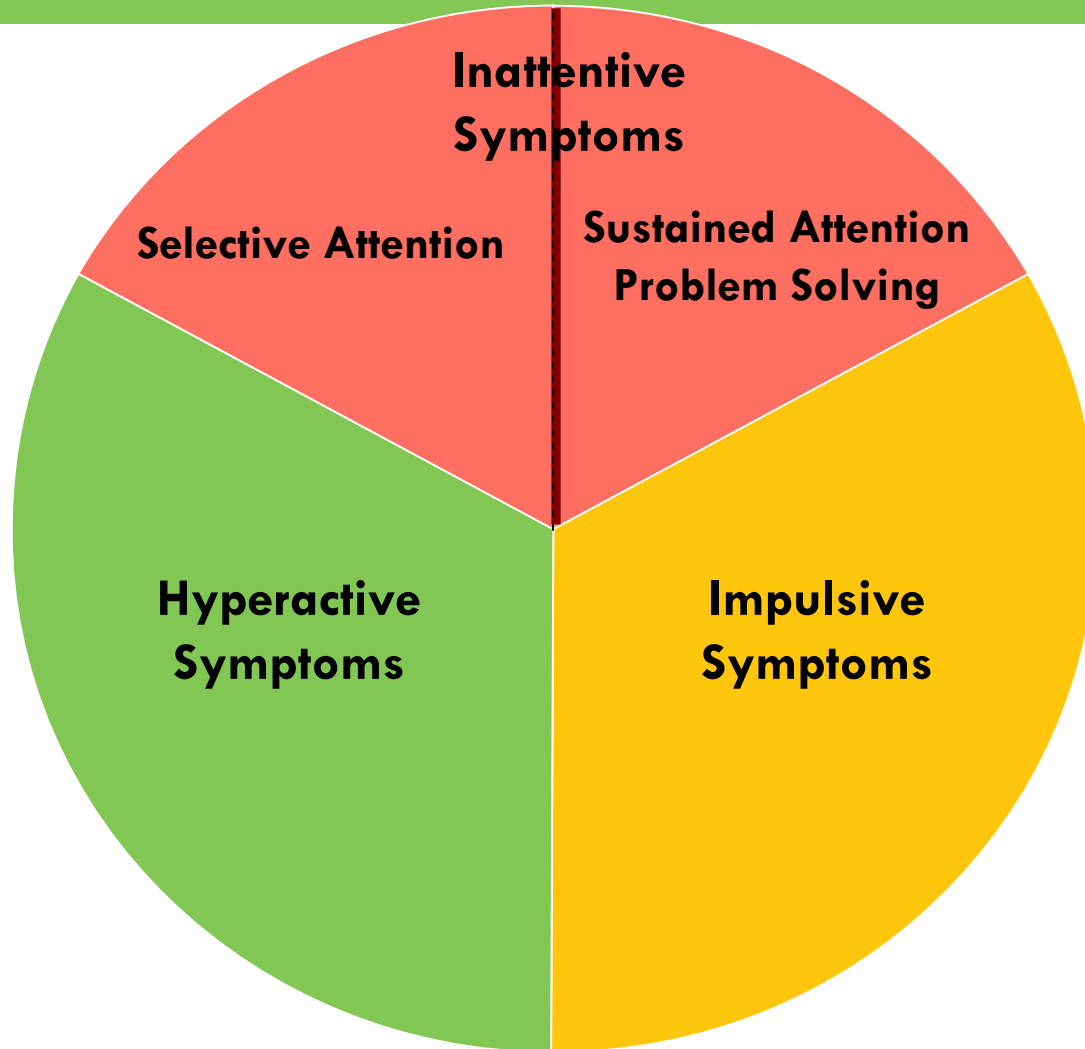 Inattentive
Symptoms
Selective Attention
Sustained Attention
Problem Solving
Hyperactive
Symptoms
Impulsive
Symptoms